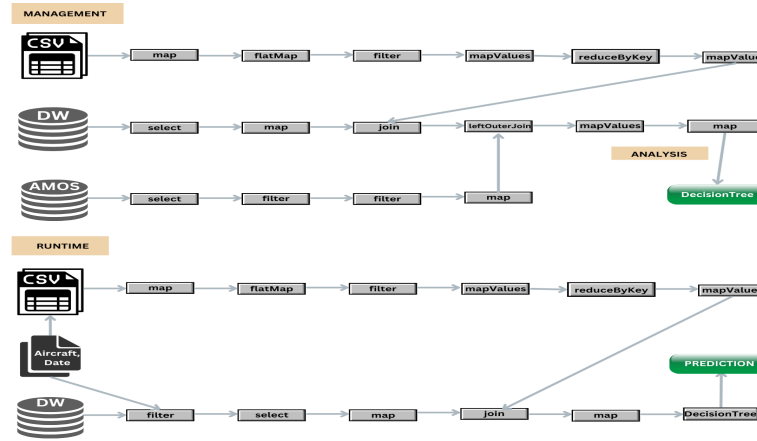 MANAGEMENT
CSV
map flatMap filter mapValues reduceByKey mapValue
DW
select map join leftOuterJoin mapValues map
ANALYSIS
AMOS
DecisionTree
select filter filter map
RUNTIME
CSV
map flatMap filter mapValues reduceByKey mapValue
Aircraft,
Date
PREDICTION
DW
filter select map join map DecisionTree